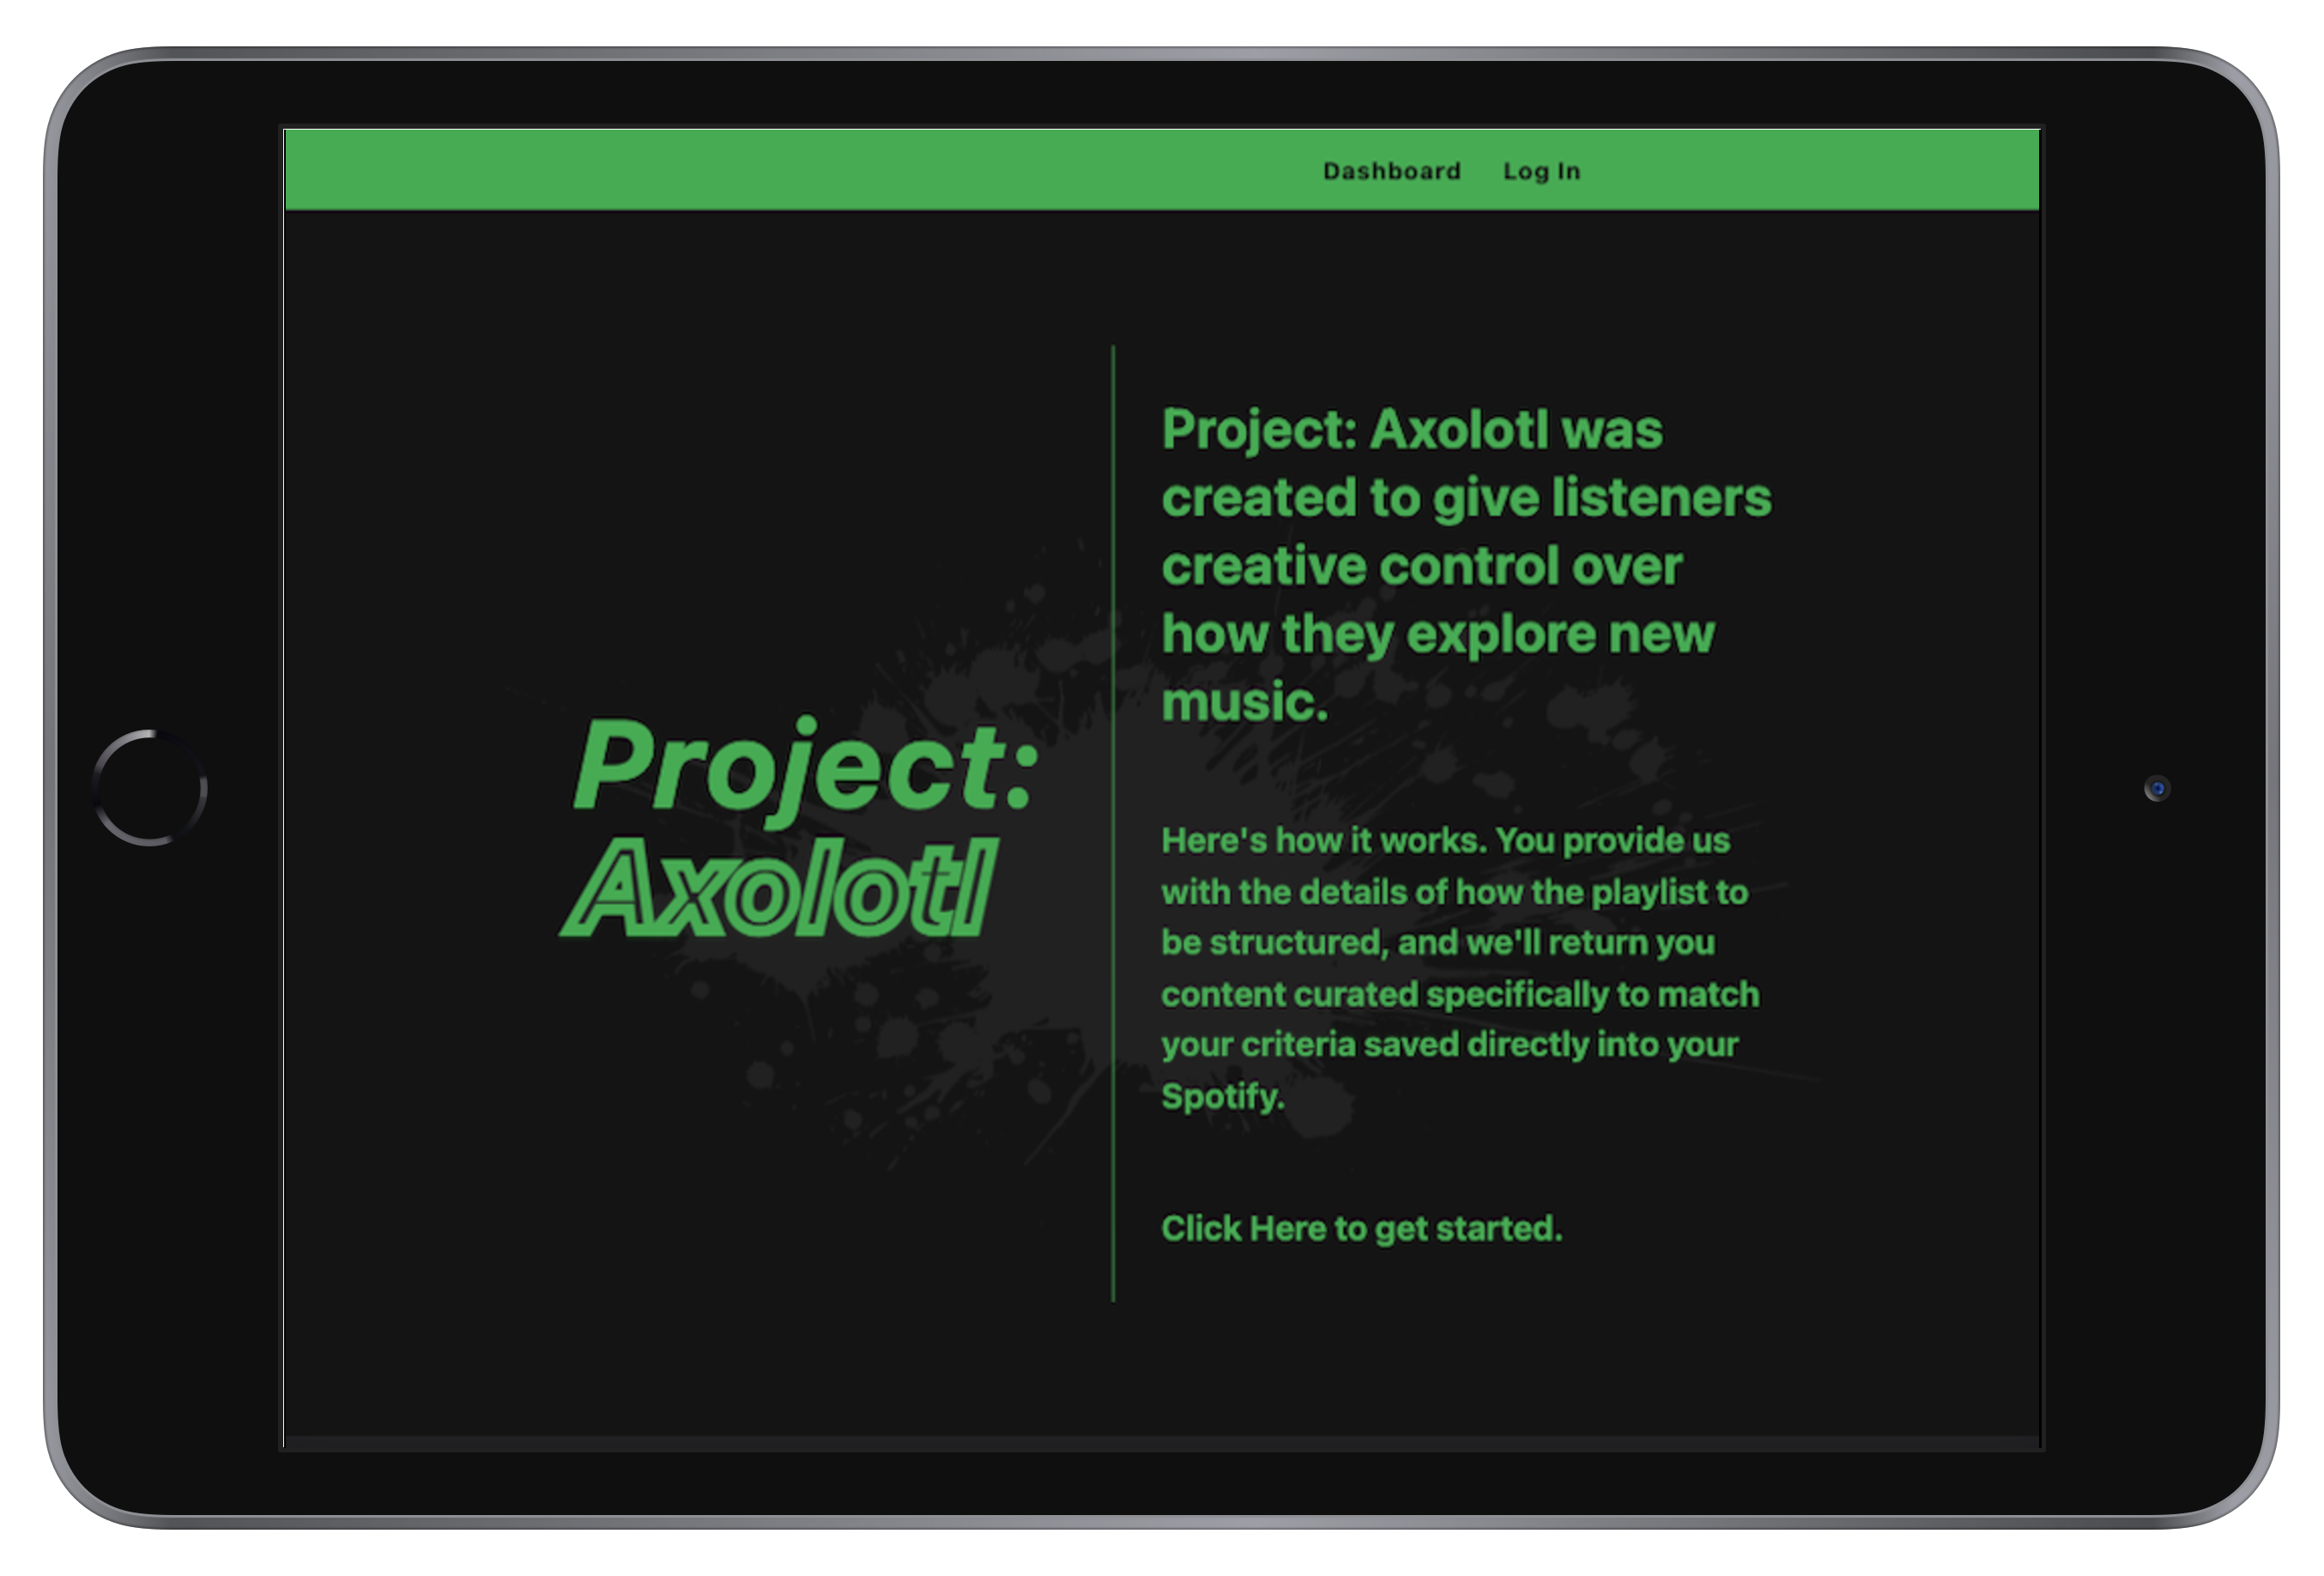 Dashboard Log In
Project:
Axolotl
Project: Axolotl was
created to give listeners
creative control over
how they explore new
music.
Here's how it works. You provide us
with the details of how the playlist to
be structured, and we'll return you
content curated specifically to match
your criteria saved directly into your
Spotify.
Click Here to get started.